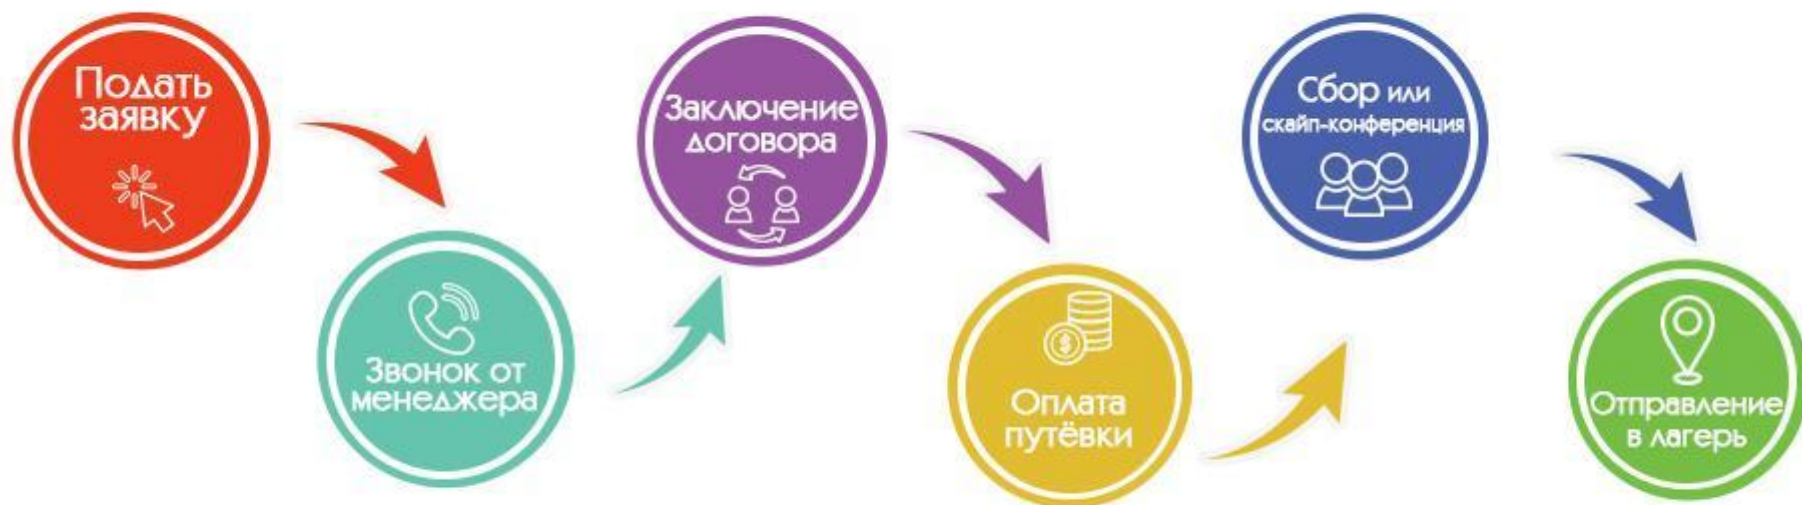 Подать
заявку
Звонок от
менеджера
Заключение
договора
Оплата
путёвки
Сбор или
скайп-конференция
Отправление
в лагерь